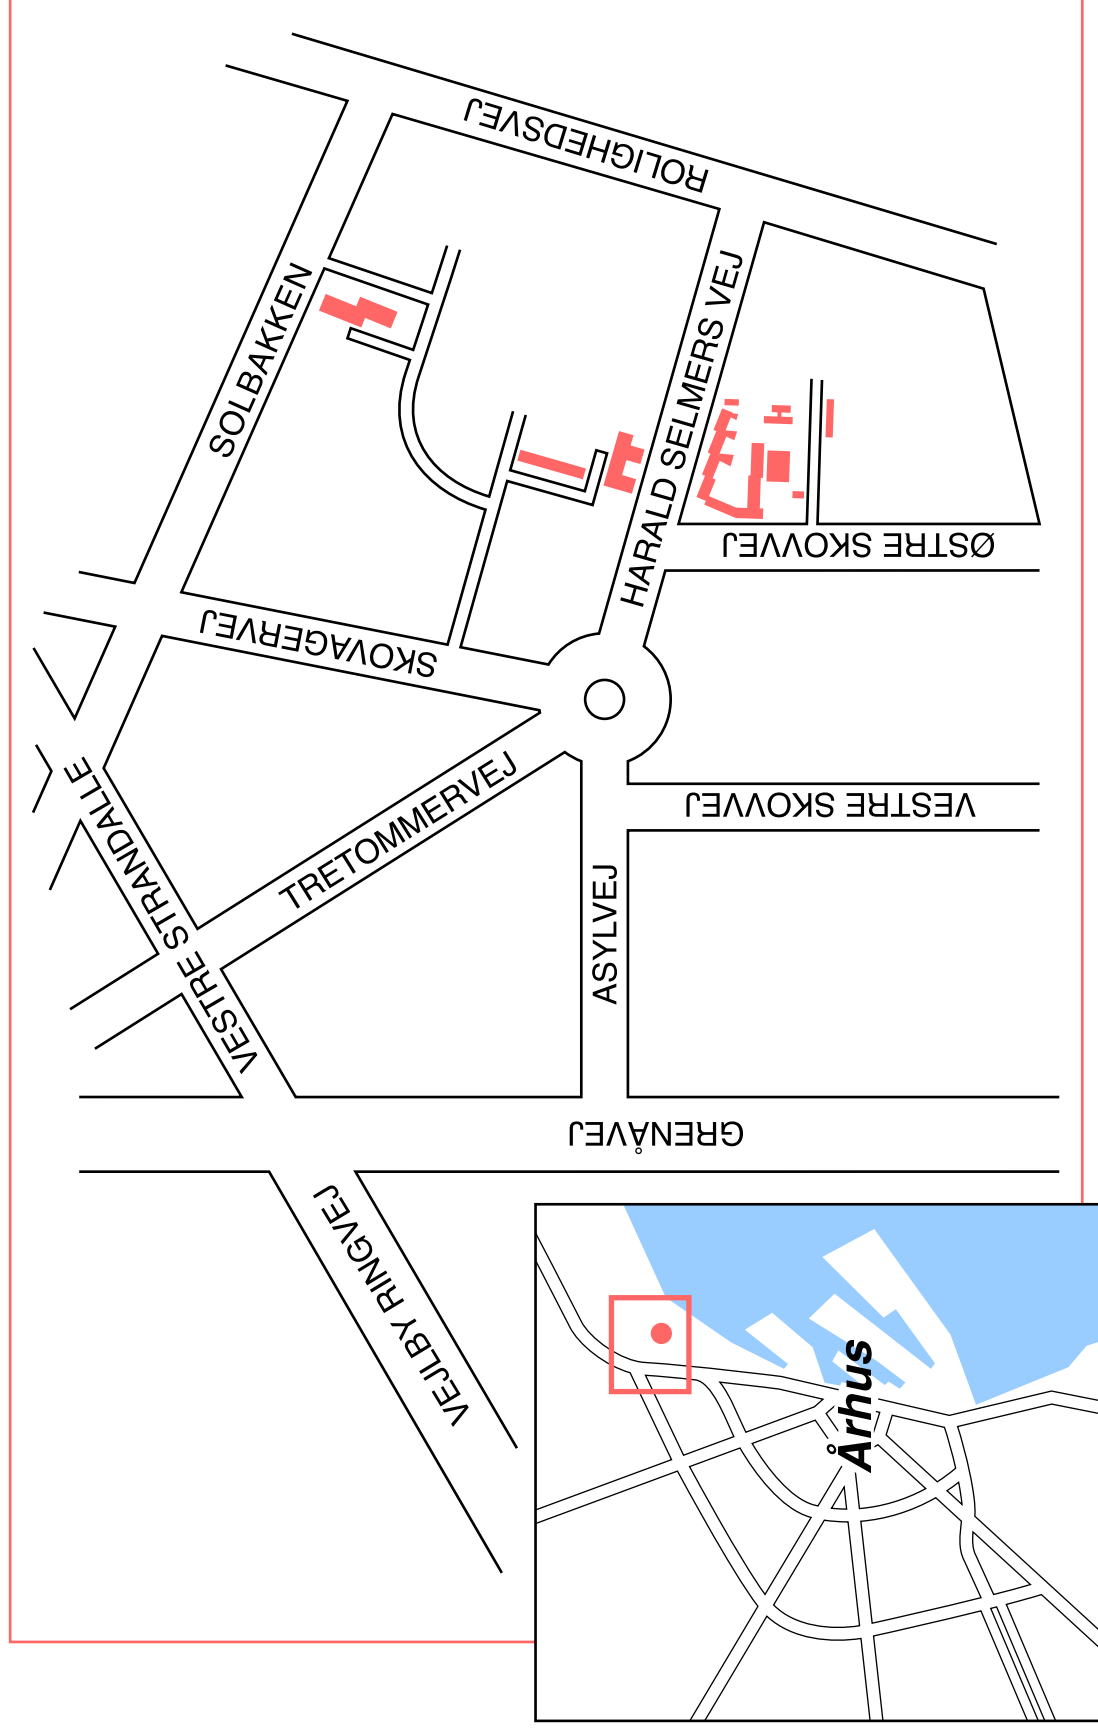 ROLIGHEDSVEJ
SOLBAKKEN
HARALD SELMERS VEJ
ØSTRE SKOVVEJ
SKOVAGERVEJ
VESTRE STRANDALLE
TRETOMMERVEJ
VESTRE SKOVVEJ
ASYLVEJ
GRENÅVEJ
VEJLBY RINGVEJ
Århus